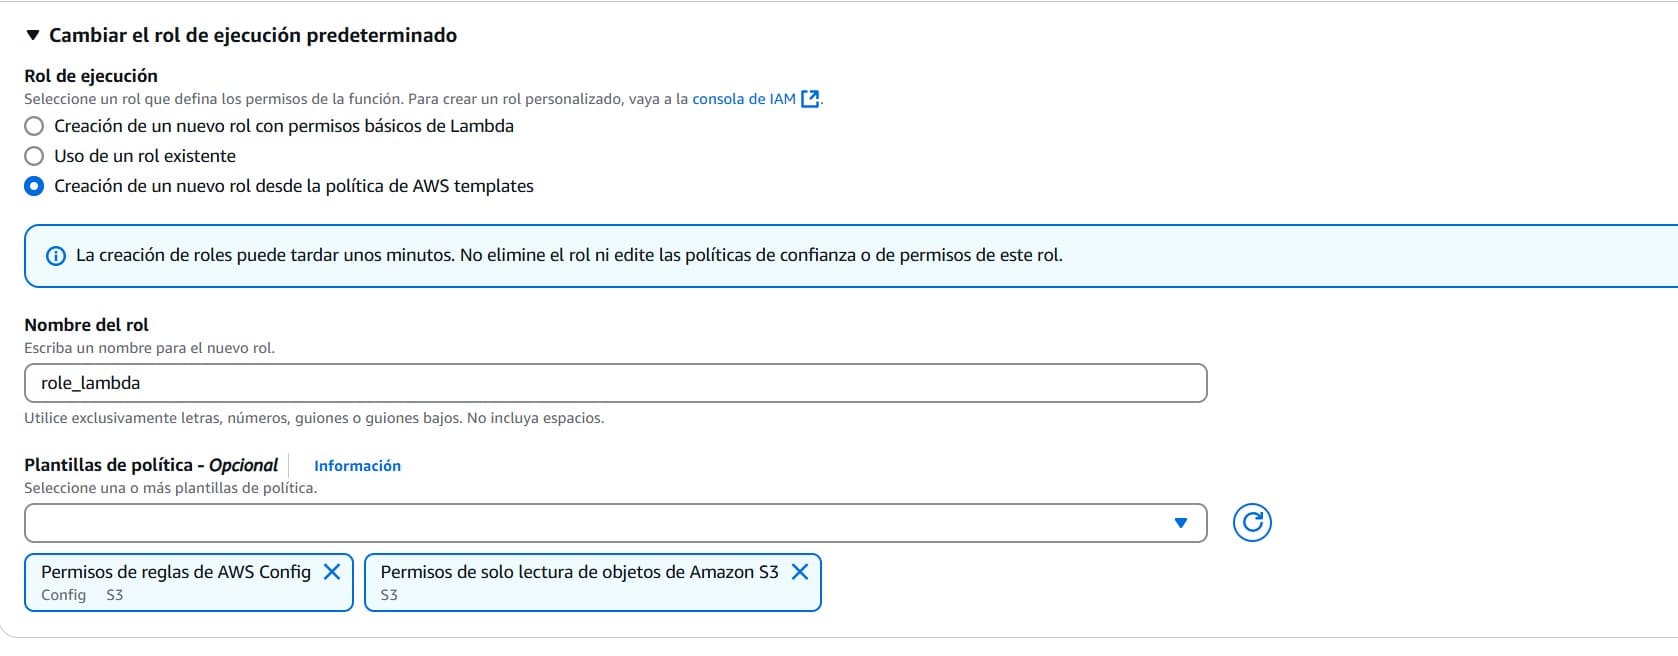 Cambiar el rol de ejecución predeterminado
Rol de ejecución
Seleccione un rol que defina los permisos de la función. Para crear un rol personalizado, vaya a la consola de IAM.
Creación de un nuevo rol con permisos básicos de Lambda
Uso de un rol existente
Creación de un nuevo rol desde la política de AWS templates
La creación de roles puede tardar unos minutos. No elimine el rol ni edite las políticas de confianza o de permisos de este rol.
Nombre del rol
Escriba un nombre para el nuevo rol.
role_lambda
Utilice exclusivamente letras, números, guiones o guiones bajos. No incluya espacios.
Plantillas de política - Opcional Información
Seleccione una o más plantillas de política.
Permisos de reglas de AWS Config Permisos de solo lectura de objetos de Amazon S3
Config S3 S3